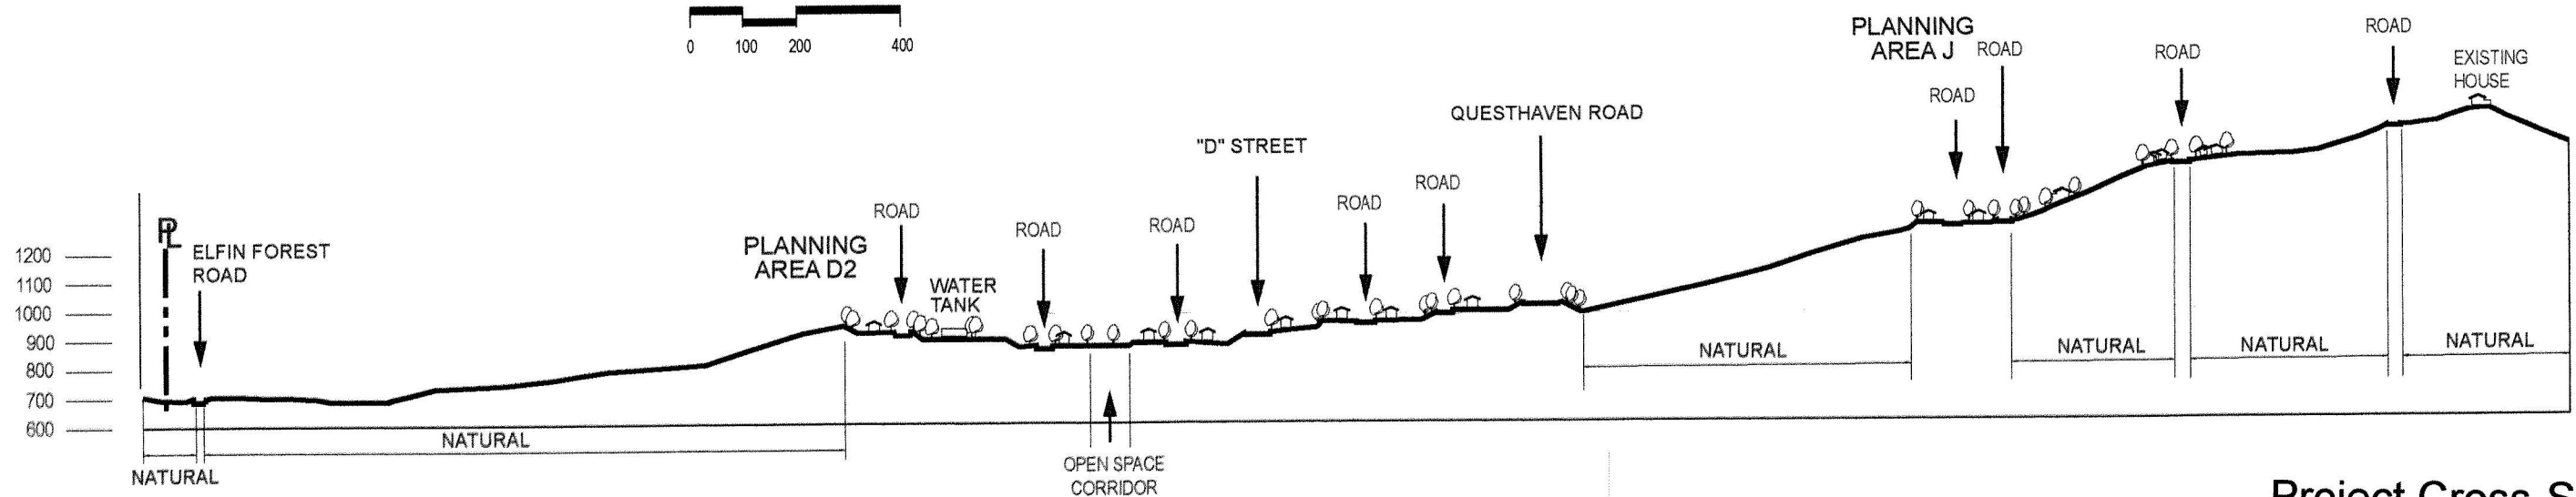 0 100 200 400
PLANNING
AREA J
ROAD
ROAD
ROAD
ROAD
EXISTING
HOUSE
QUESTHAVEN ROAD
"D" STREET
ROAD
ROAD
ROAD
ROAD
ROAD
PLANNING
AREA D2
WATER
TANK
PL
ELFIN FOREST
ROAD
1200
1100
1000
900
800
700
600
NATURAL
NATURAL
NATURAL
NATURAL
NATURAL
NATURAL
OPEN SPACE
CORRIDOR
Project Cross-S